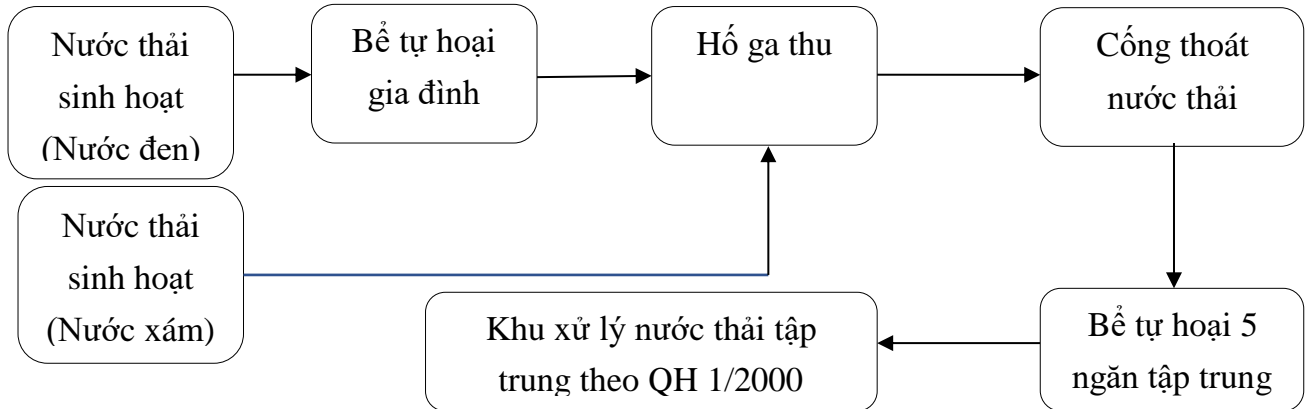 Nước thải
sinh hoạt
(Nước đen)
Bể tự hoại
gia đình
Hố ga thu
Cống thoát
nước thải
Nước thải
sinh hoạt
(Nước xám)
Khu xử lý nước thải tập
trung theo QH 1/2000
Bể tự hoại 5
ngăn tập trung